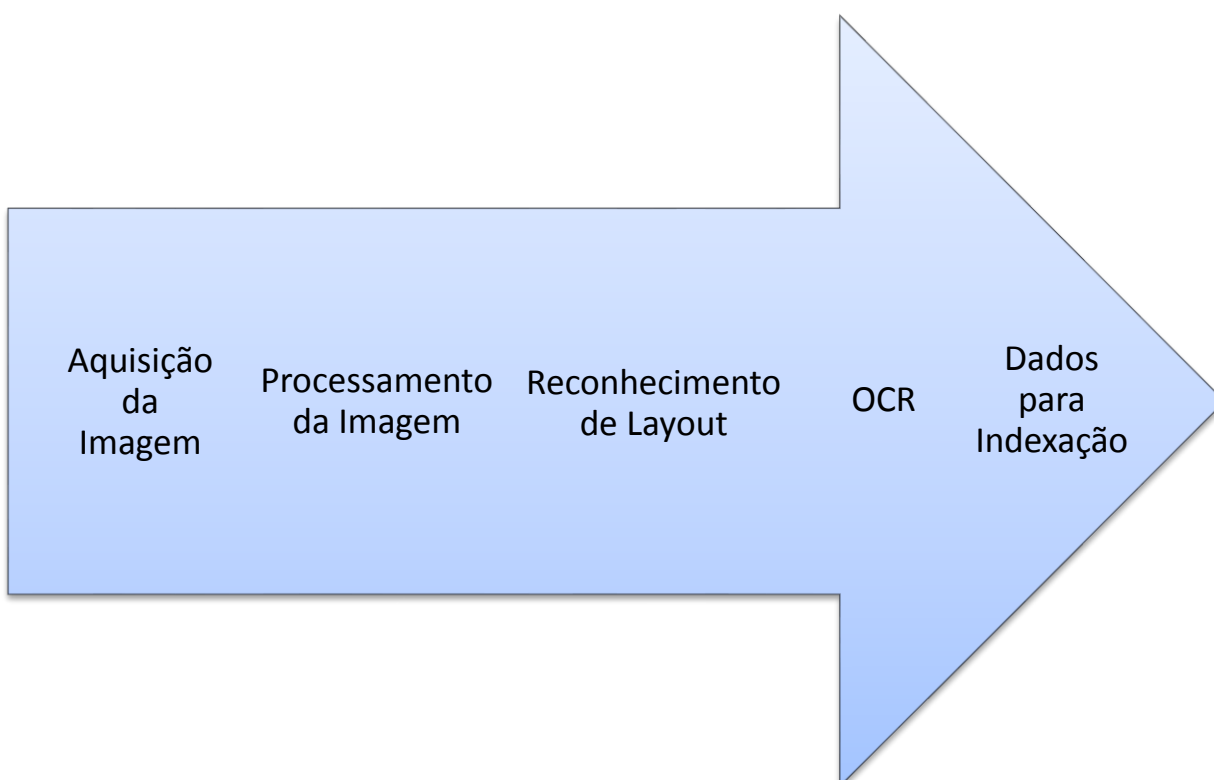 Aquisição
da
Imagem
Processamento
da Imagem
Reconhecimento
de Layout
OCR
Dados
para
Indexação